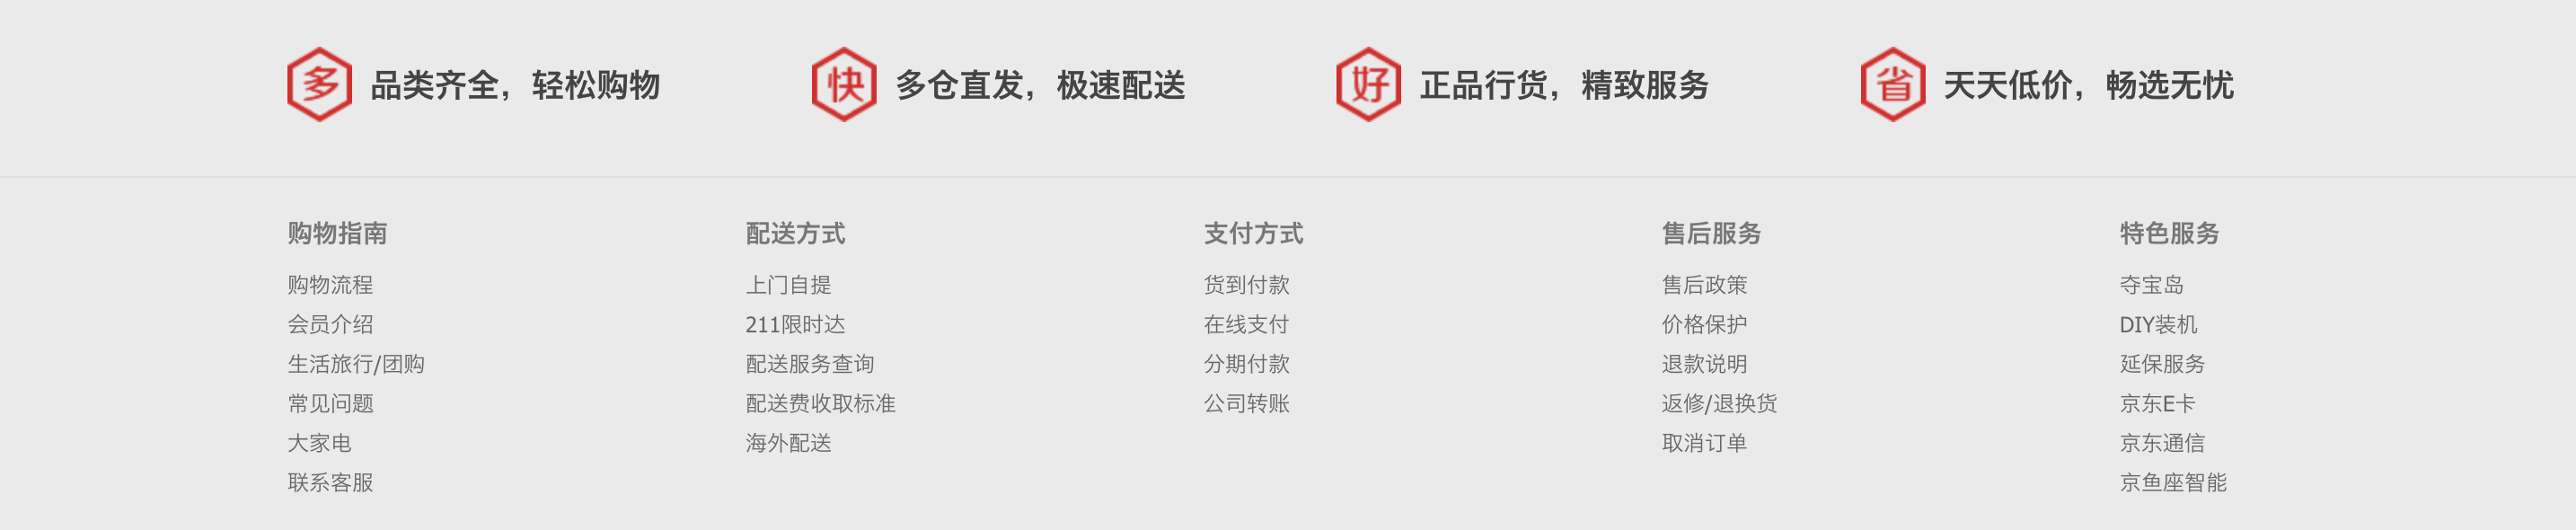 多 品类齐全，轻松购物
快 多仓直发，极速配送
好 正品行货，精致服务
省 天天低价，畅选无忧
购物指南
购物流程
会员介绍
生活旅行/团购
常见问题
大家电
联系客服
配送方式
上门自提
211限时达
配送服务查询
配送费收取标准
海外配送
支付方式
货到付款
在线支付
分期付款
公司转账
售后服务
售后政策
价格保护
退款说明
返修/退换货
取消订单
特色服务
夺宝岛
DIY装机
延保服务
京东E卡
京东通信
京鱼座智能